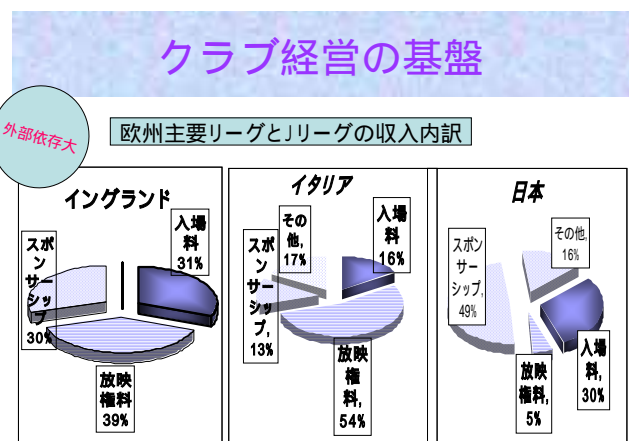 クラブ経営の基盤
外部依存大
欧州主要リーグとJリーグの収入内訳
イングランド
入場
料
31%
スポ
ン
サー
シッ
プ
30%
放映
権料
39%
イタリア
その
他,
17%
入場
料
16%
スポ
ン
サー
シッ
プ,
13%
放映
権
料,
54%
日本
その他,
16%
スポン
サー
シップ,
49%
入場
料,
30%
放映
権料,
5%